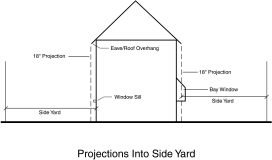 Eave/Roof Overhang
18" Projection
18" Projection
Bay Window
Window Sill
Side Yard
Side Yard
Projections Into Side Yard